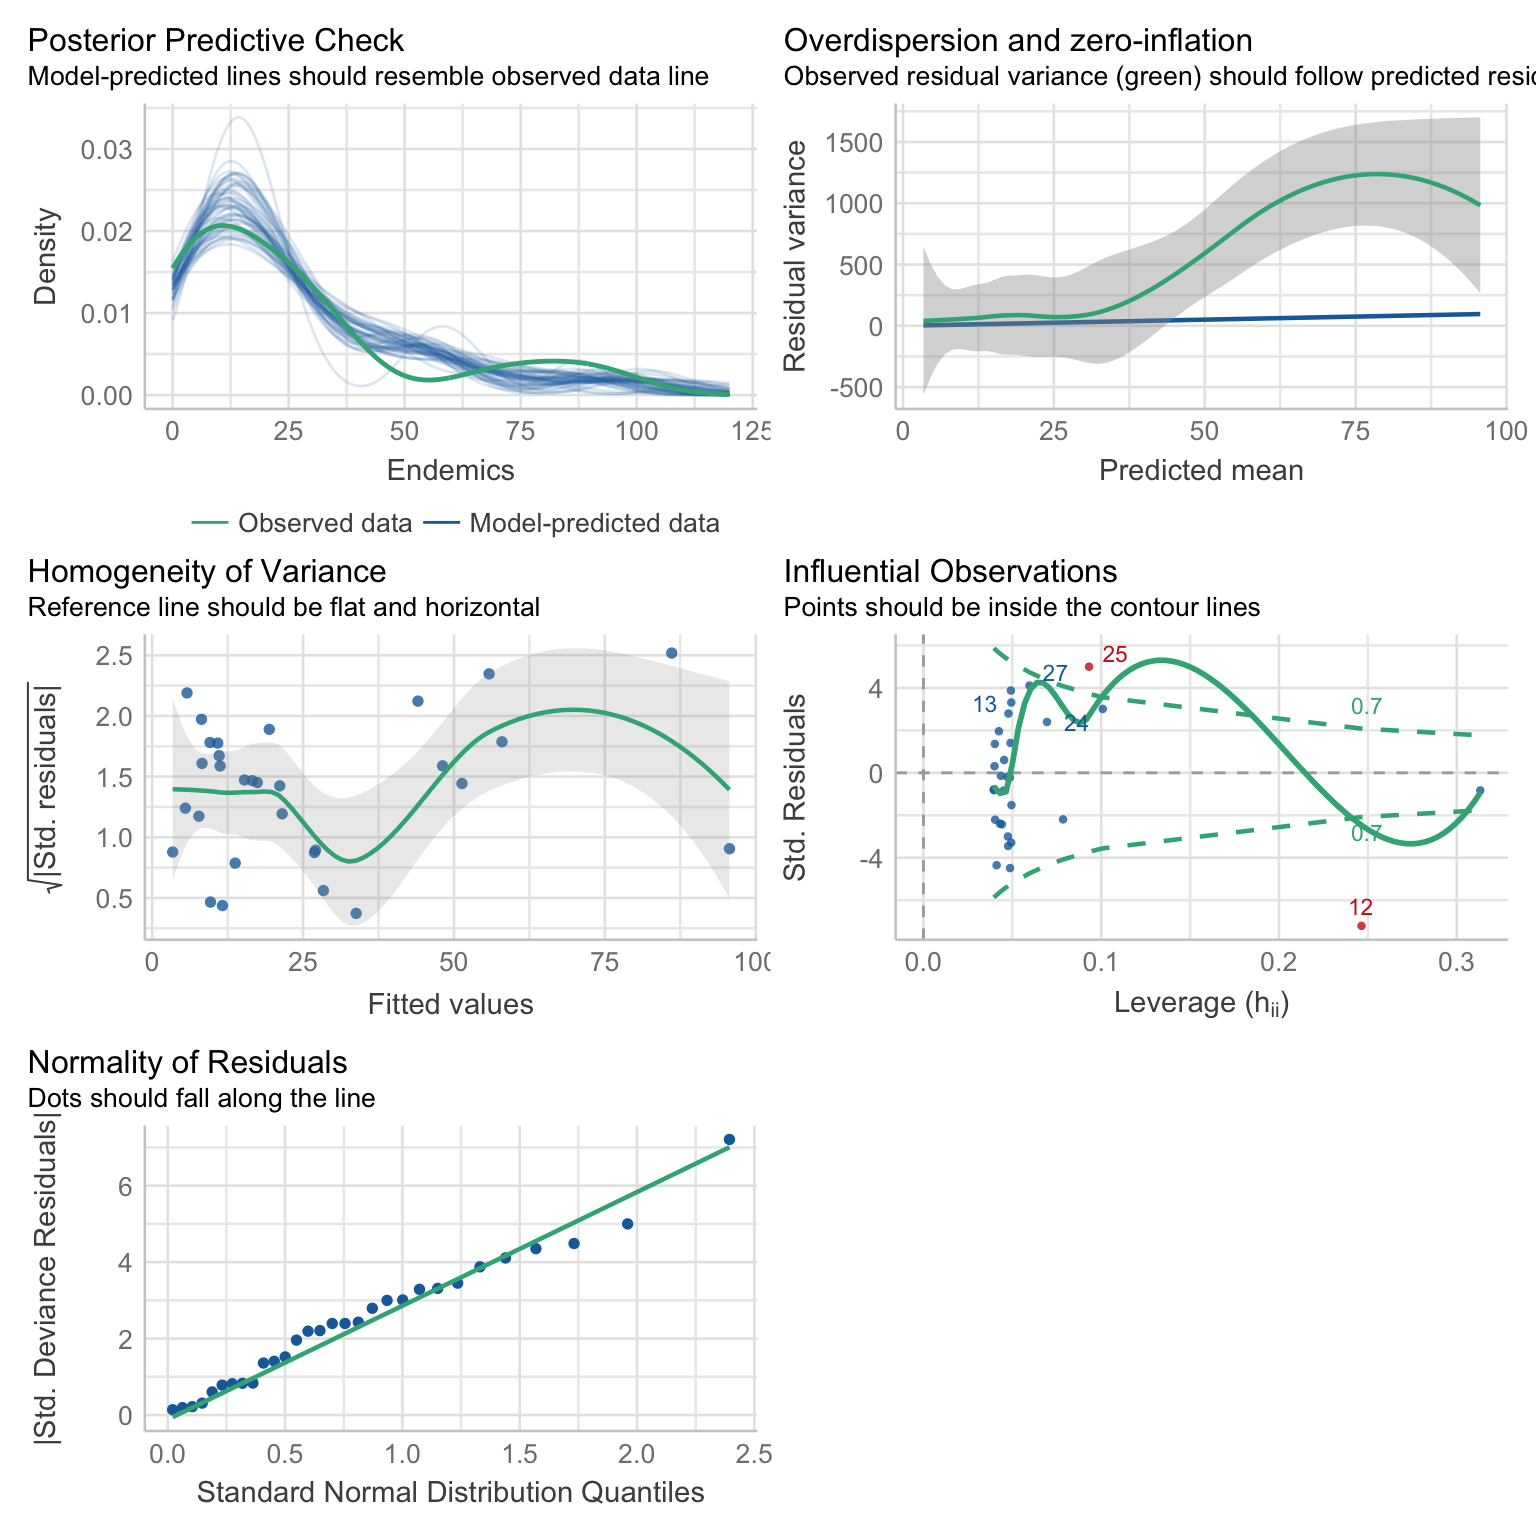 Posterior Predictive Check
Model-predicted lines should resemble observed data line
Density
0.03
0.02
0.01
0.00
0 25 50 75 100 125
Endemics
Observed data Model-predicted data
Overdispersion and zero-inflation
Observed residual variance (green) should follow predicted
Residual variance
1500
1000
500
0
-500
0 25 50 75 100
Predicted mean
Homogeneity of Variance
Reference line should be flat and horizontal
√|Std. residuals|
2.5
2.0
1.5
1.0
0.5
0 25 50 75 100
Fitted values
Influential Observations
Points should be inside the contour lines
Std. Residuals
4
0
-4
25
27
13
24
0.7
0.7
12
0.0 0.1 0.2 0.3
Leverage (hii)
Normality of Residuals
Dots should fall along the line
|Std. Deviance Residuals|
6
4
2
0
0.0 0.5 1.0 1.5 2.0 2.5
Standard Normal Distribution Quantiles